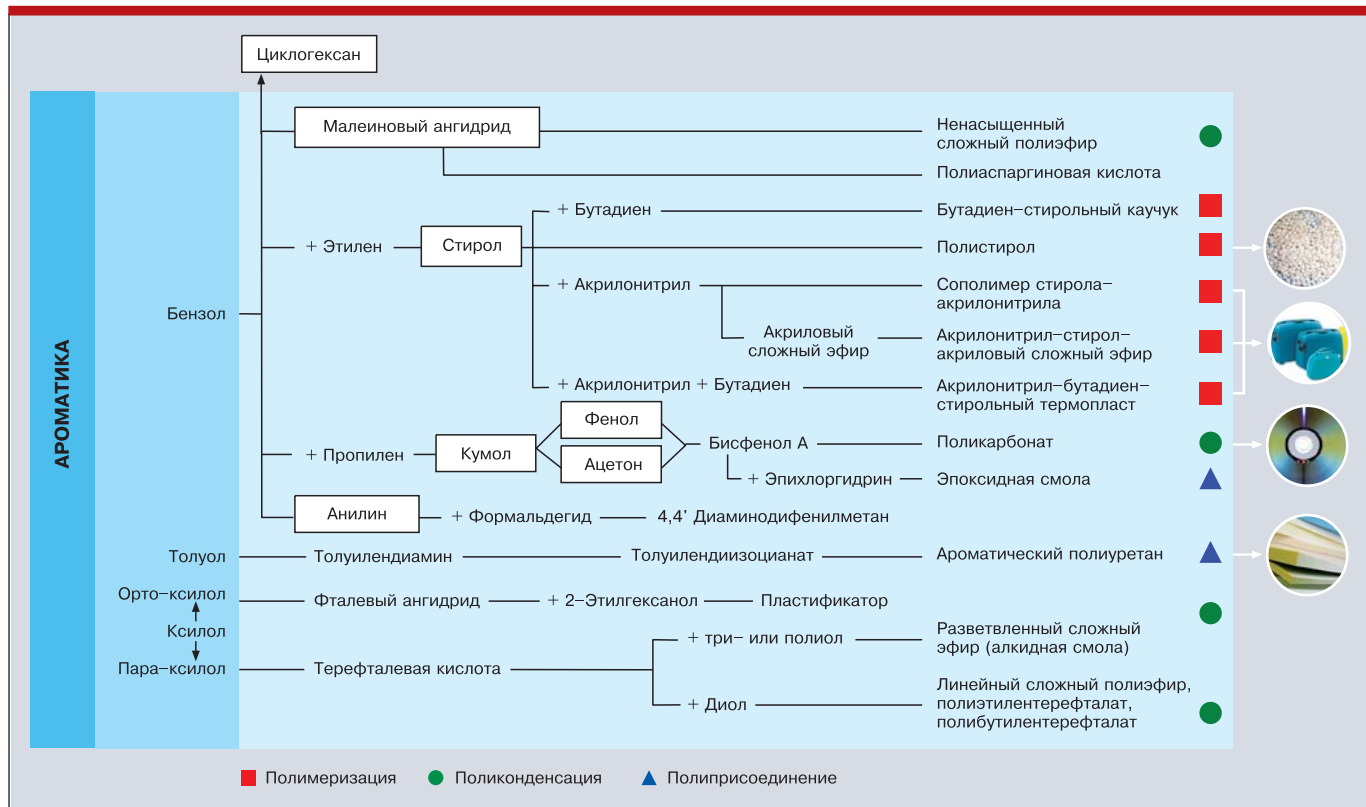 Циклогексан
АРОМАТИКА
Малеиновый ангидрид
Ненасыщенный
сложный полиэфир
Полиаспаргиновая кислота
+ Бутадиен
Бутадиен–стирольный каучук
Бензол
+ Этилен
Стирол
Полистирол
+ Акрилонитрил
Сополимер стирола–
акрилонитрила
Акриловый
сложный эфир
Акрилонитрил–стирол–
акриловый сложный эфир
+ Акрилонитрил + Бутадиен
Акрилонитрил–бутадиен–
стирольный термопласт
+ Пропилен
Кумол
Фенол
Ацетон
Бисфенол А
Поликарбонат
+ Эпихлоргидрин
Эпоксидная смола
Анилин
+ Формальдегид
4,4' Диаминодифенилметан
Толуол
Толуилендиамин
Толуилендиизоцианат
Ароматический полиуретан
Орто–ксилол
Фталевый ангидрид
+ 2–Этилгексанол
Пластификатор
Ксилол
Пара–ксилол
Терефталевая кислота
+ три– или полиол
Разветвленный сложный
эфир (алкидная смола)
+ Диол
Линейный сложный полиэфир,
полиэтилентерефталат,
полибутилентерефталат
Полимеризация
Поликонденсация
Полиприсоединение